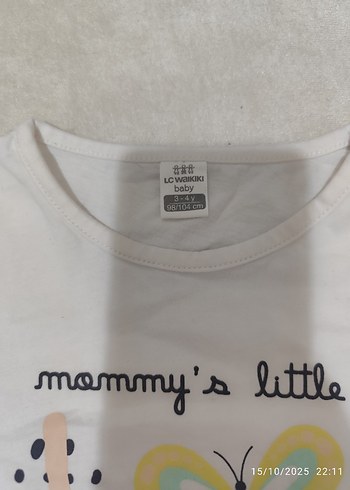 LC WAIKIKI
baby
3 - 4 y
98/104 cm
mommy's little
15/10/2025 22:11